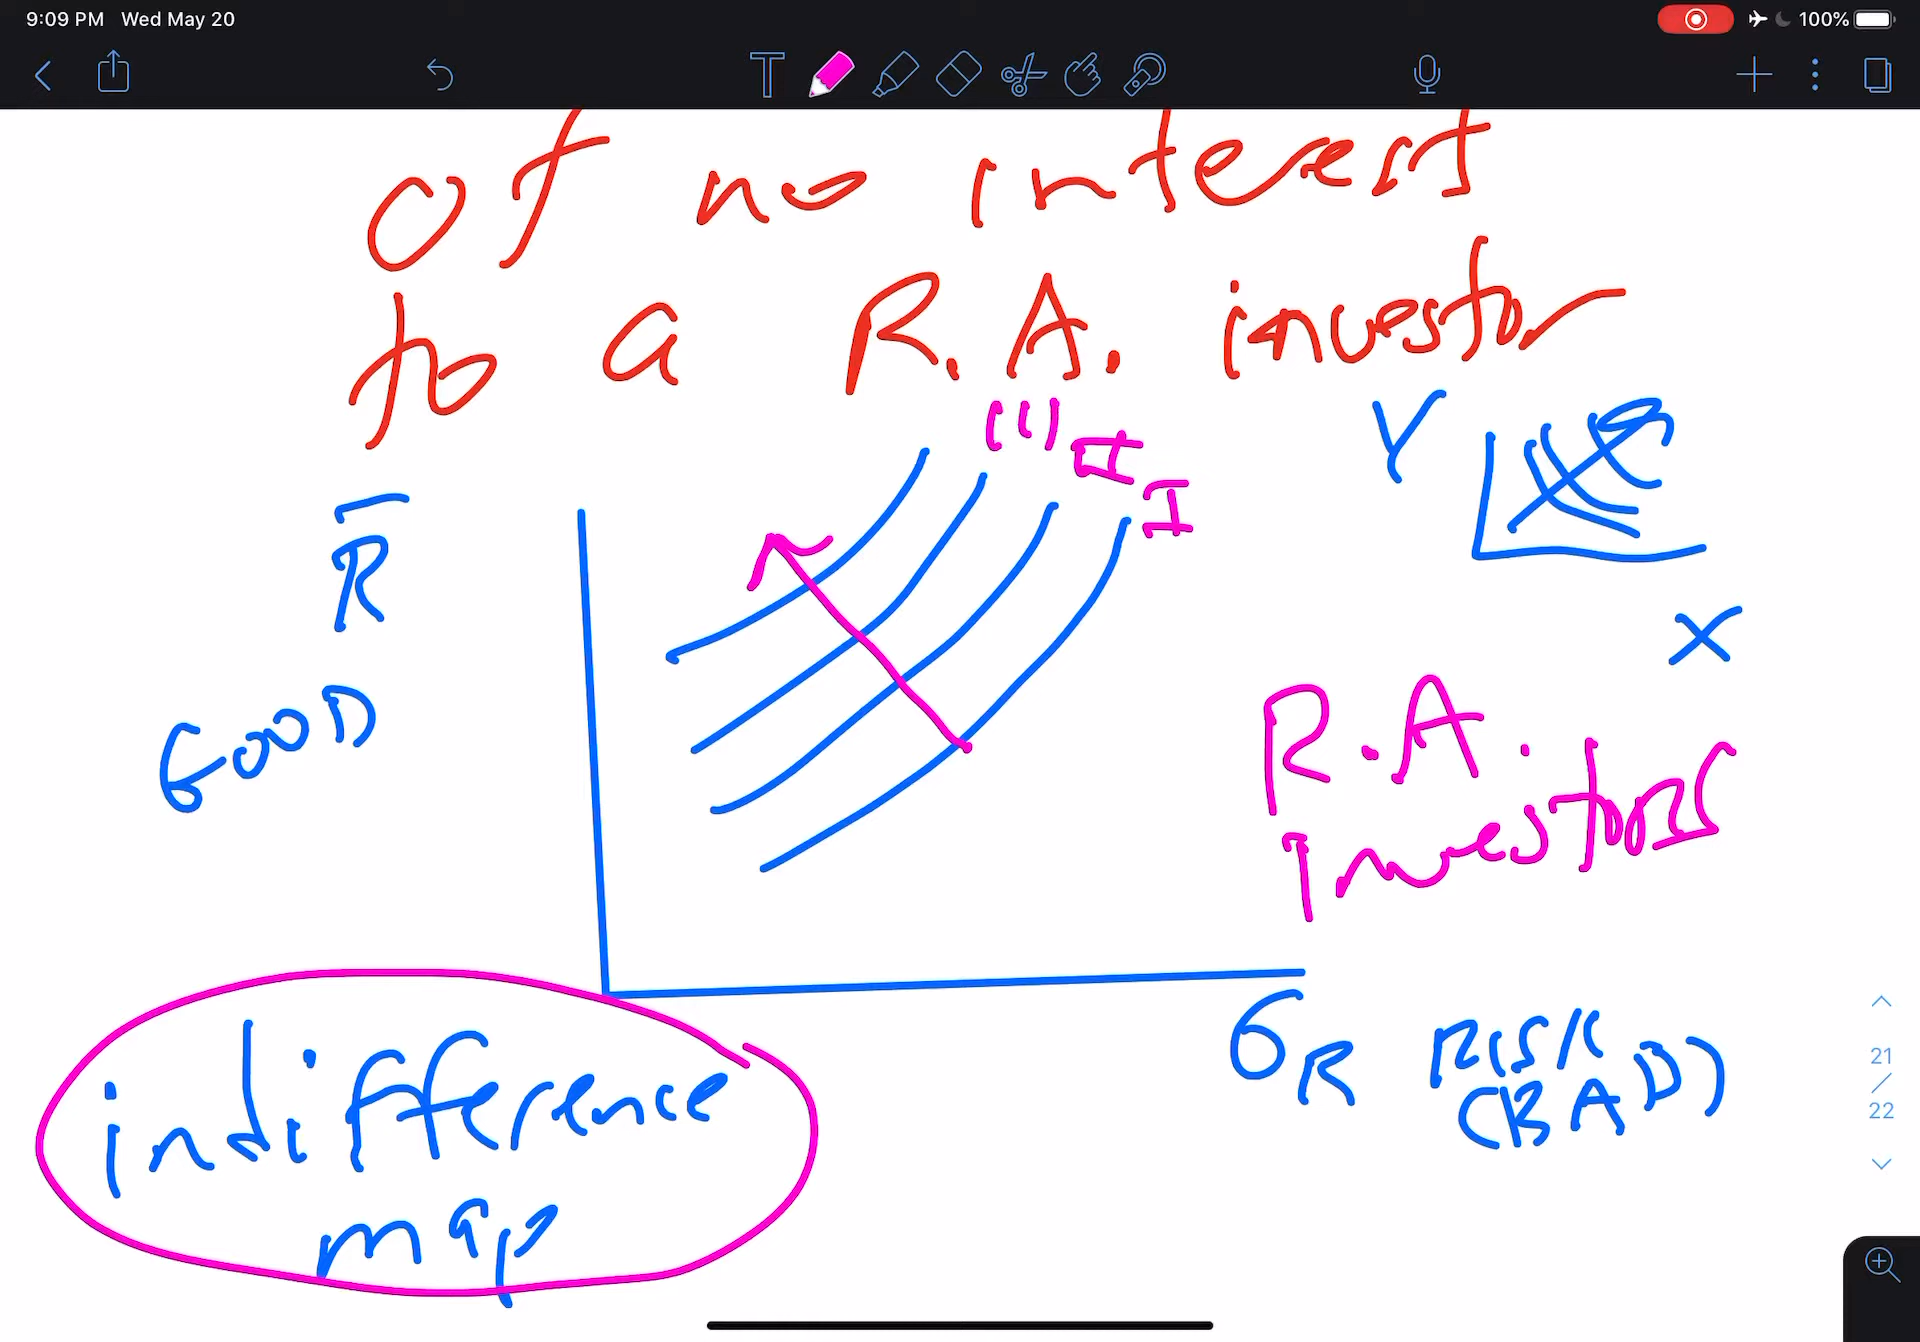 9:09 PM Wed May 20
100%
of no interest
to a R.A. investor
III
II
I
Y
X
R̄
GOOD
R.A.
Investors
σR RISK
(BAD)
indifference
map
21
/
22